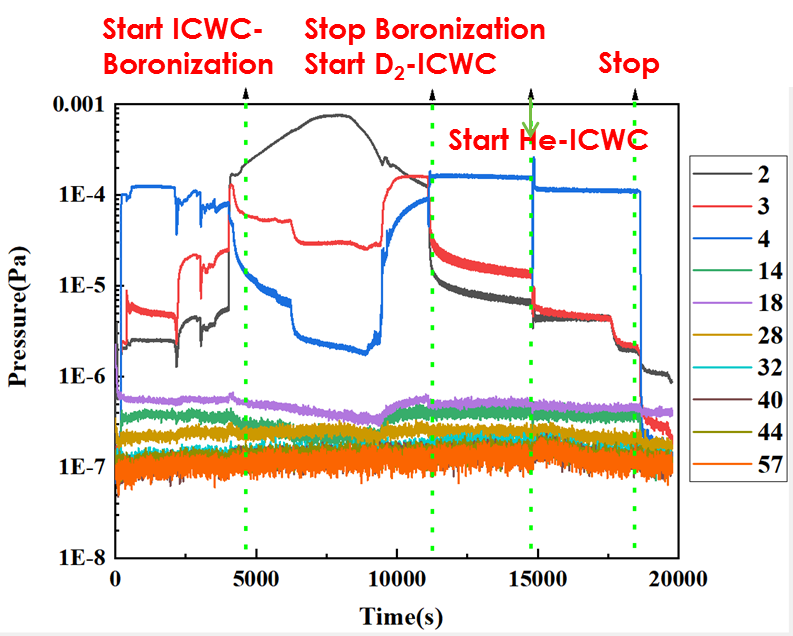 Start ICWC-
Boronization
Stop Boronization
Start D₂-ICWC
Stop
Start He-ICWC
0.001
1E-4
1E-5
1E-6
1E-7
1E-8
Pressure(Pa)
0
5000
10000
15000
20000
Time(s)
2
3
4
14
18
28
32
40
44
57